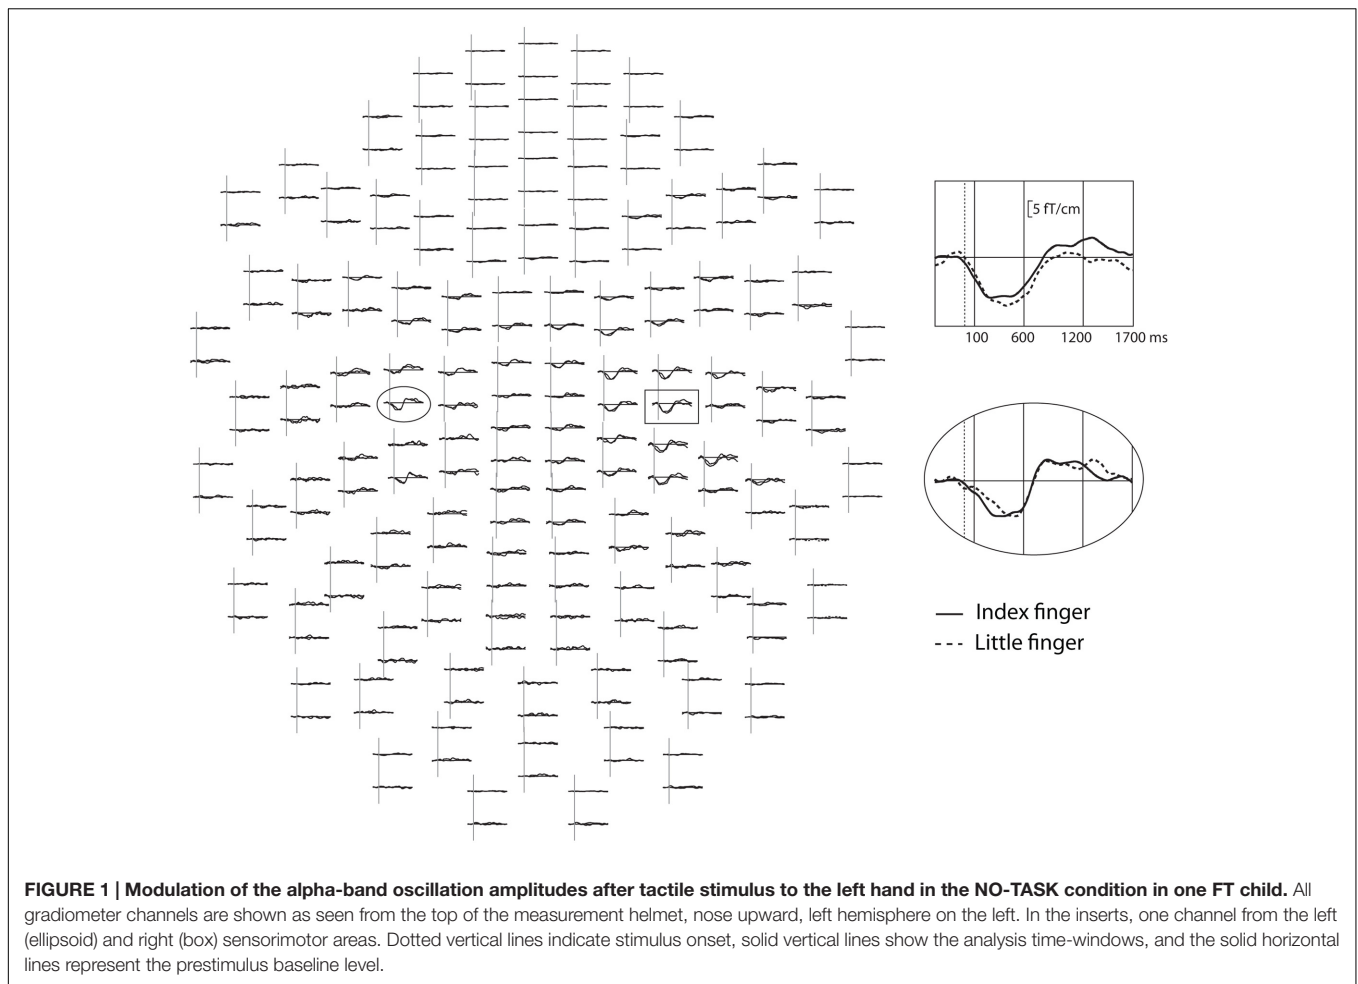 [5 fT/cm
100 600 1200 1700 ms
Index finger
Little finger
FIGURE 1 | Modulation of the alpha-band oscillation amplitudes after tactile stimulus to the left hand in the NO-TASK condition in one FT child. All
gradiometer channels are shown as seen from the top of the measurement helmet, nose upward, left hemisphere on the left. In the inserts, one channel from the left
(ellipsoid) and right (box) sensorimotor areas. Dotted vertical lines indicate stimulus onset, solid vertical lines show the analysis time-windows, and the solid horizontal
lines represent the prestimulus baseline level.